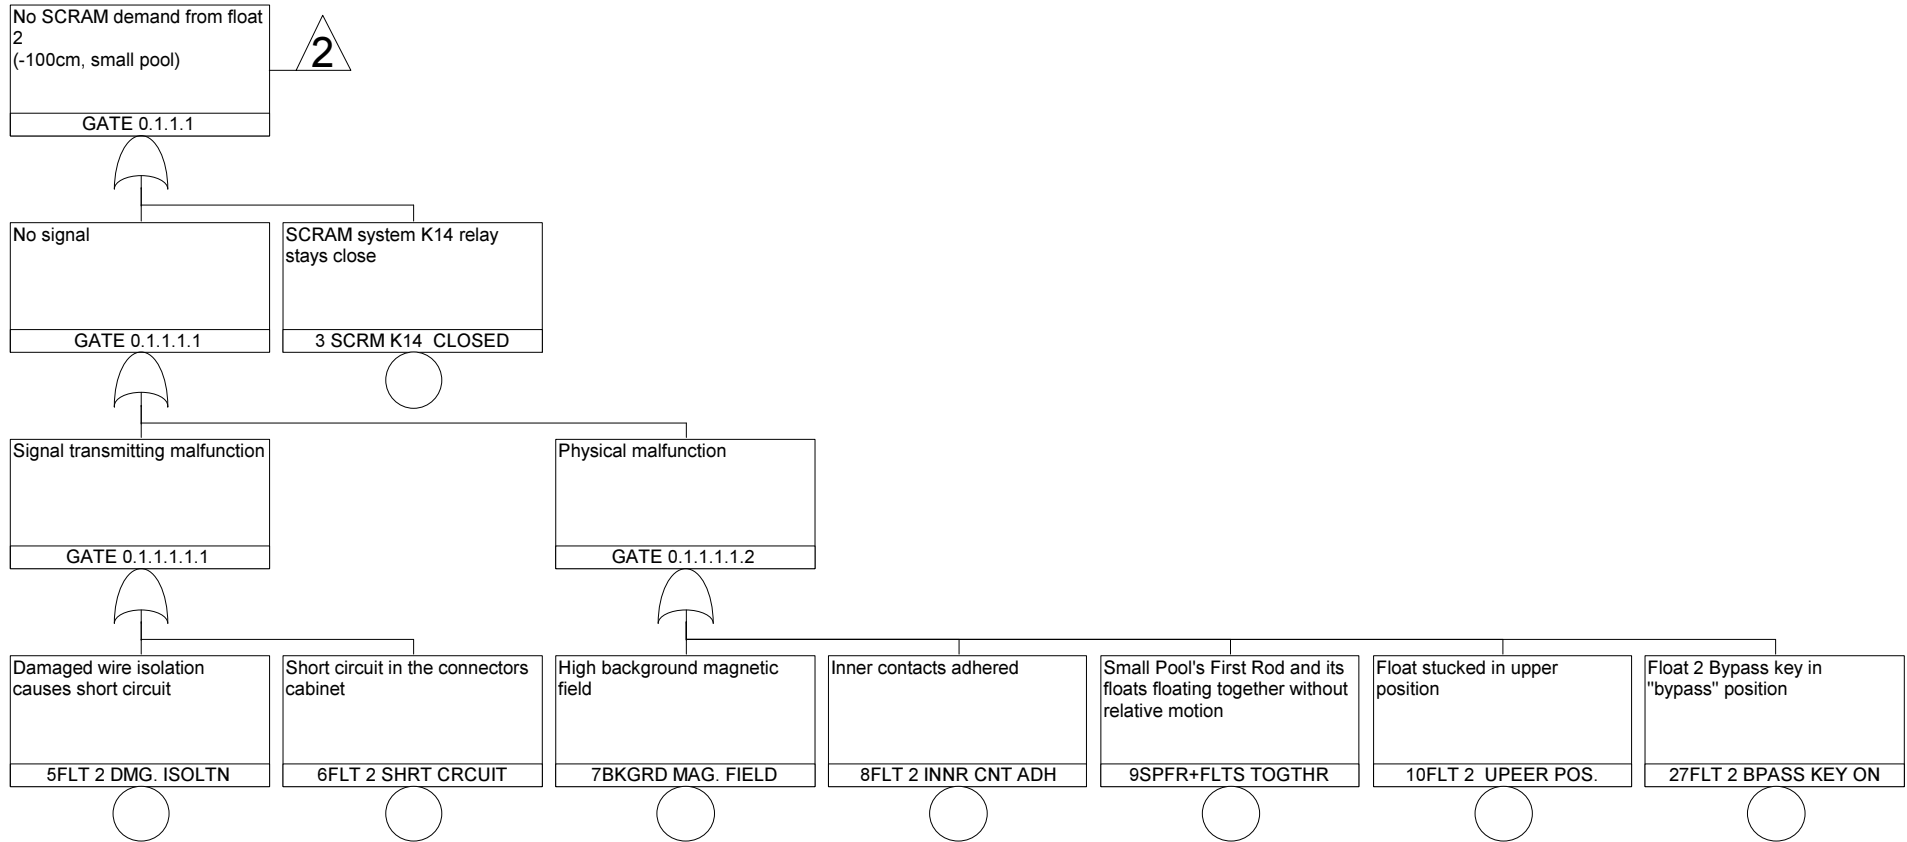 No SCRAM demand from float
2
(-100cm, small pool)
2
GATE 0.1.1.1
No signal
GATE 0.1.1.1.1
SCRAM system K14 relay
stays close
3 SCRM K14  CLOSED
Signal transmitting malfunction
GATE 0.1.1.1.1.1
Physical malfunction
GATE 0.1.1.1.1.2
Damaged wire isolation
causes short circuit
5FLT 2 DMG. ISOLTN
Short circuit in the connectors
cabinet
6FLT 2 SHRT CRCUIT
High background magnetic
field
7BKGRD MAG. FIELD
Inner contacts adhered
8FLT 2 INNR CNT ADH
Small Pool's First Rod and its
floats floating together without
relative motion
9SPFR+FLTS TOGTHR
Float stucked in upper
position
10FLT 2  UPEER POS.
Float 2 Bypass key in
"bypass" position
27FLT 2 BPASS KEY ON